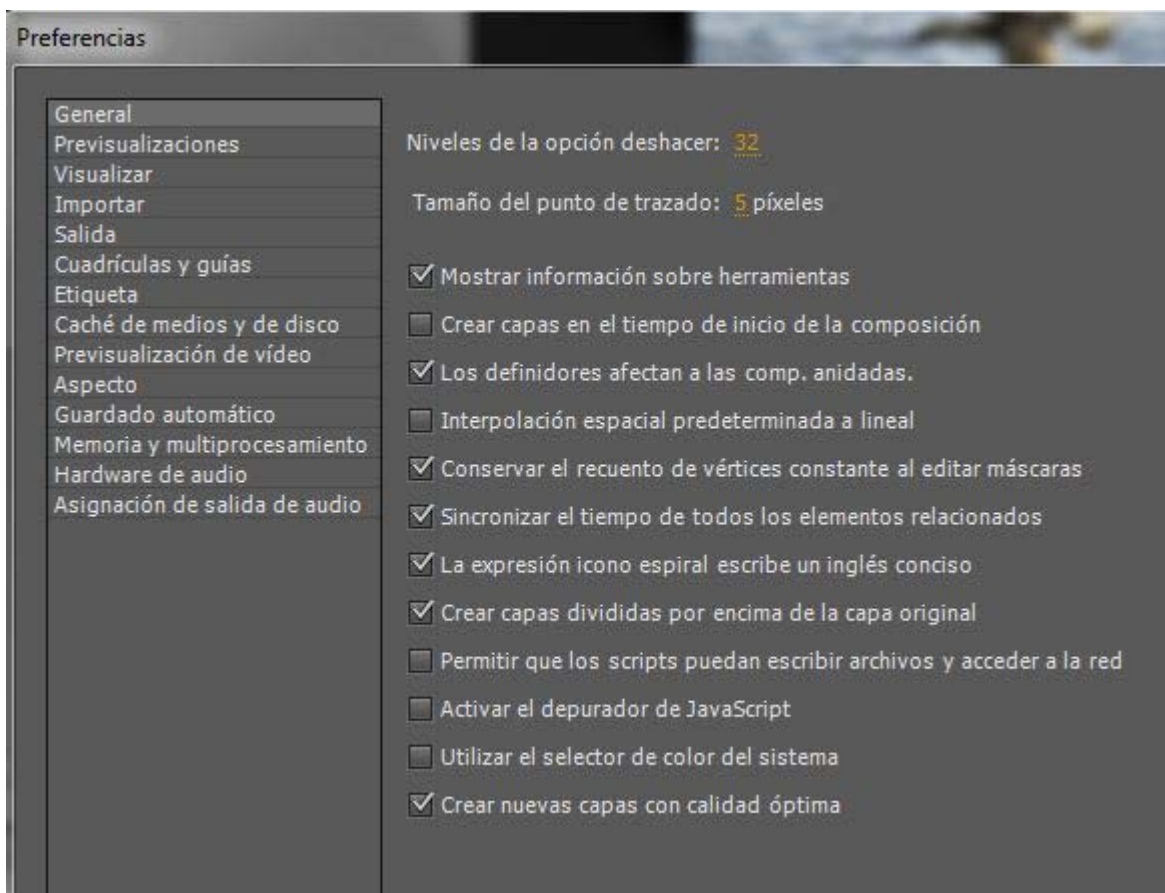 Preferencias
General
Previsualizaciones
Visualizar
Importar
Salida
Cuadrículas y guías
Etiqueta
Caché de medios y de disco
Previsualización de vídeo
Aspecto
Guardado automático
Memoria y multiprocesamiento
Hardware de audio
Asignación de salida de audio
Niveles de la opción deshacer: 32
Tamaño del punto de trazado: 5 píxeles
Mostrar información sobre herramientas
Crear capas en el tiempo de inicio de la composición
Los definidores afectan a las comp. anidadas.
Interpolación espacial predeterminada a lineal
Conservar el recuento de vértices constante al editar máscaras
Sincronizar el tiempo de todos los elementos relacionados
La expresión icono espiral escribe un inglés conciso
Crear capas divididas por encima de la capa original
Permitir que los scripts puedan escribir archivos y acceder a la red
Activar el depurador de JavaScript
Utilizar el selector de color del sistema
Crear nuevas capas con calidad óptima